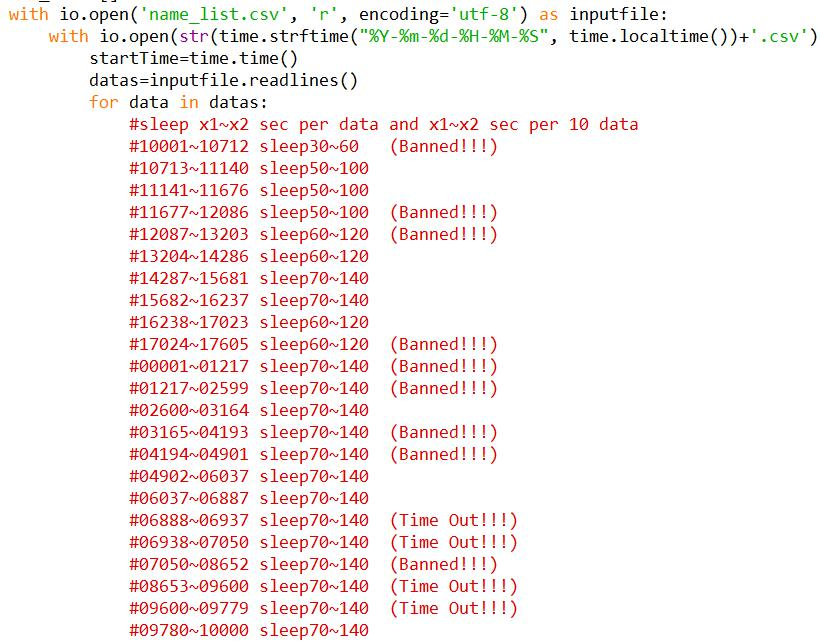 with io.open('name_list.csv', 'r', encoding='utf-8') as inputfile:
with io.open(str(time.strftime("%Y-%m-%d-%H-%M-%S", time.localtime())+'.csv')
startTime=time.time()
datas=inputfile.readlines()
for data in datas:
#sleep x1~x2 sec per data and x1~x2 sec per 10 data
#10001~10712 sleep30~60 (Banned!!!)
#10713~11140 sleep50~100
#11141~11676 sleep50~100
#11677~12086 sleep50~100 (Banned!!!)
#12087~13203 sleep60~120 (Banned!!!)
#13204~14286 sleep60~120
#14287~15681 sleep70~140
#15682~16237 sleep70~140
#16238~17023 sleep60~120
#17024~17605 sleep60~120 (Banned!!!)
#00001~01217 sleep70~140 (Banned!!!)
#01217~02599 sleep70~140 (Banned!!!)
#02600~03164 sleep70~140
#03165~04193 sleep70~140 (Banned!!!)
#04194~04901 sleep70~140 (Banned!!!)
#04902~06037 sleep70~140
#06037~06887 sleep70~140
#06888~06937 sleep70~140 (Time Out!!!)
#06938~07050 sleep70~140 (Time Out!!!)
#07050~08652 sleep70~140 (Banned!!!)
#08653~09600 sleep70~140 (Time Out!!!)
#09600~09779 sleep70~140 (Time Out!!!)
#09780~10000 sleep70~140